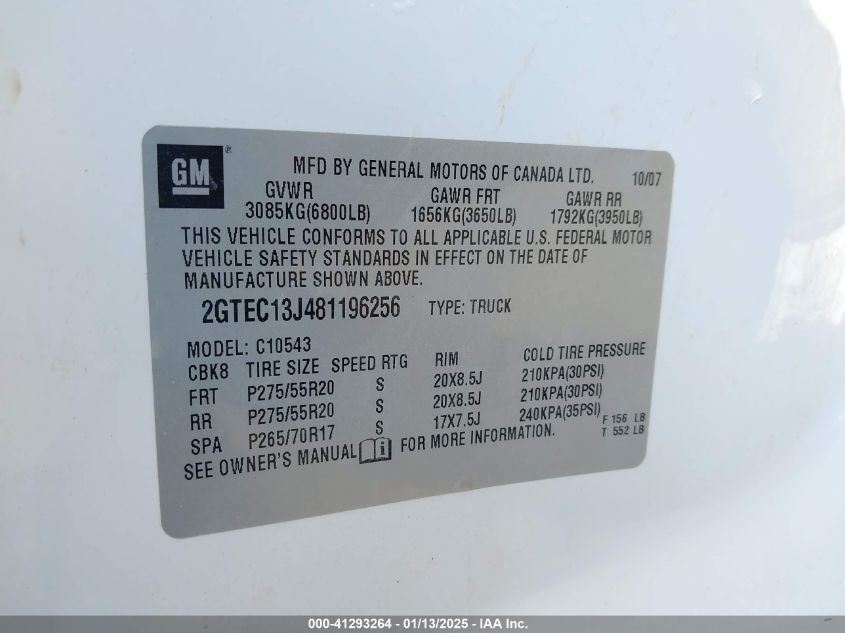 GM ®
MFD BY GENERAL MOTORS OF CANADA LTD. 10/07
GVWR GAWR FRT GAWR RR
3085KG(6800LB) 1656KG(3650LB) 1792KG(3950LB)
THIS VEHICLE CONFORMS TO ALL APPLICABLE U.S. FEDERAL MOTOR
VEHICLE SAFETY STANDARDS IN EFFECT ON THE DATE OF
MANUFACTURE SHOWN ABOVE.
2GTEC13J481196256 TYPE: TRUCK
MODEL: C10543
CBK8 TIRE SIZE SPEED RTG RIM COLD TIRE PRESSURE
FRT P275/55R20 S 20X8.5J 210KPA(30PSI)
RR P275/55R20 S 20X8.5J 210KPA(30PSI)
SPA P265/70R17 S 17X7.5J 240KPA(35PSI) F 156 LB
T 552 LB
SEE OWNER'S MANUAL i FOR MORE INFORMATION.
000-41293264 - 01/13/2025 - IAA Inc.